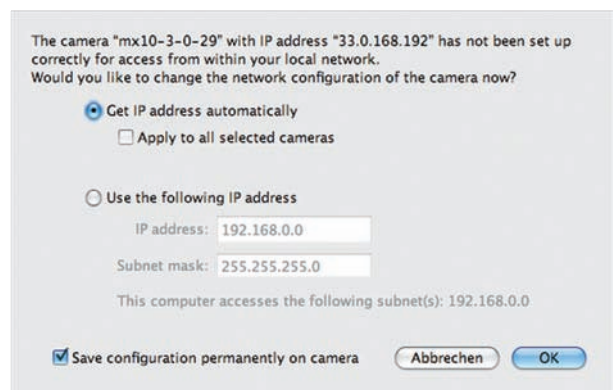 The camera "mx10-3-0-29" with IP address "33.0.168.192" has not been set up
correctly for access from within your local network.
Would you like to change the network configuration of the camera now?
Get IP address automatically
Apply to all selected cameras
Use the following IP address
IP address: 192.168.0.0
Subnet mask: 255.255.255.0
This computer accesses the following subnet(s): 192.168.0.0
Save configuration permanently on camera Abbrechen OK